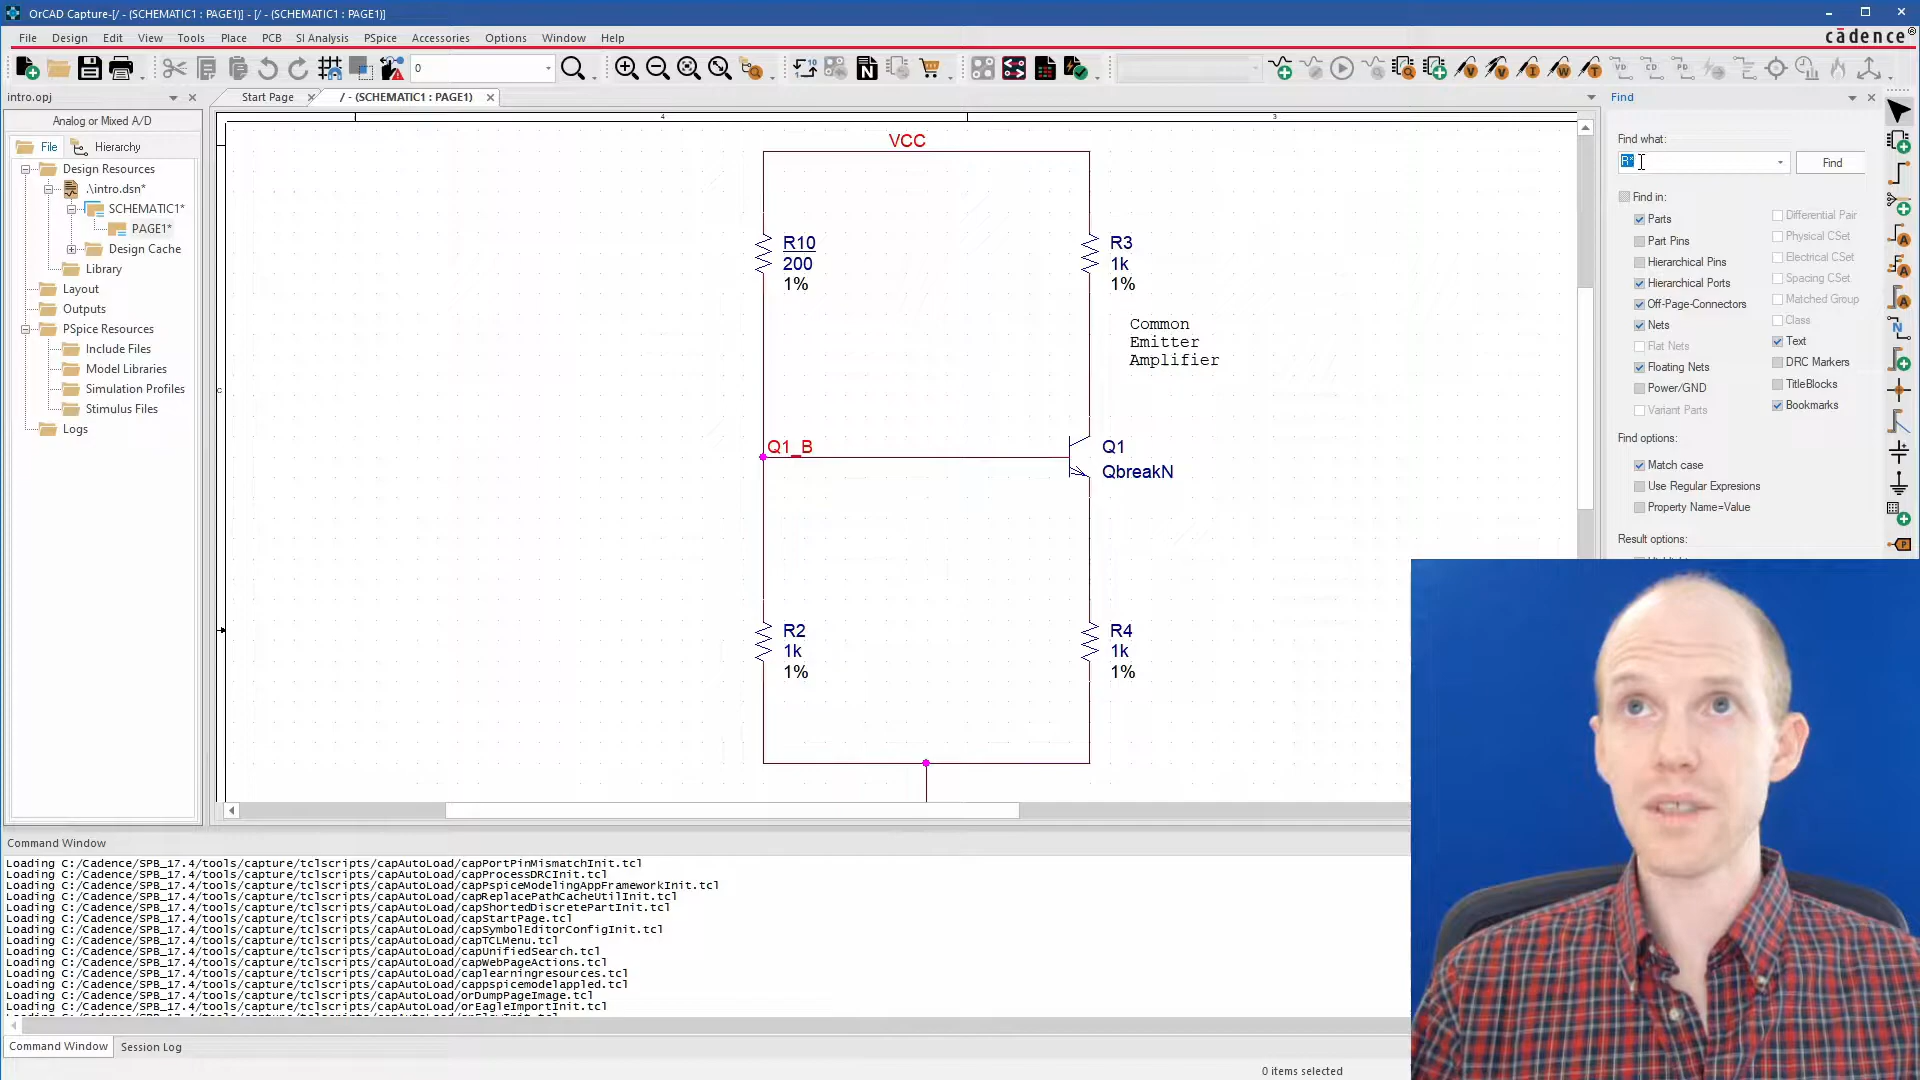 OrCAD Capture-[/ - (SCHEMATIC1 : PAGE1)] - [/ - (SCHEMATIC1 : PAGE1)]
File Design Edit View Tools Place PCB SI Analysis PSpice Accessories Options Window Help
cādence®
0
intro.opj
Start Page
/ - (SCHEMATIC1 : PAGE1)
Analog or Mixed A/D
File
Hierarchy
Design Resources
.\intro.dsn*
SCHEMATIC1*
PAGE1*
Design Cache
Library
Layout
Outputs
PSpice Resources
Include Files
Model Libraries
Simulation Profiles
Stimulus Files
Logs
4
3
C
VCC
R10
200
1%
R3
1k
1%
Common
Emitter
Amplifier
Q1_B
Q1
QbreakN
R2
1k
1%
R4
1k
1%
Find
Find what:
R*
Find
Find in:
Parts
Part Pins
Hierarchical Pins
Hierarchical Ports
Off-Page-Connectors
Nets
Flat Nets
Floating Nets
Power/GND
Variant Parts
Differential Pair
Physical CSet
Electrical CSet
Spacing CSet
Matched Group
Class
Text
DRC Markers
TitleBlocks
Bookmarks
Find options:
Match case
Use Regular Expresions
Property Name=Value
Result options:
Command Window
Loading C:/Cadence/SPB_17.4/tools/capture/tclscripts/capAutoLoad/capPortPinMismatchInit.tcl
Loading C:/Cadence/SPB_17.4/tools/capture/tclscripts/capAutoLoad/capProcessDRCInit.tcl
Loading C:/Cadence/SPB_17.4/tools/capture/tclscripts/capAutoLoad/capPspiceModelingAppFrameworkInit.tcl
Loading C:/Cadence/SPB_17.4/tools/capture/tclscripts/capAutoLoad/capReplacePathCacheUtilInit.tcl
Loading C:/Cadence/SPB_17.4/tools/capture/tclscripts/capAutoLoad/capShortedDiscretePartInit.tcl
Loading C:/Cadence/SPB_17.4/tools/capture/tclscripts/capAutoLoad/capStartPage.tcl
Loading C:/Cadence/SPB_17.4/tools/capture/tclscripts/capAutoLoad/capSymbolEditorConfigInit.tcl
Loading C:/Cadence/SPB_17.4/tools/capture/tclscripts/capAutoLoad/capTCLMenu.tcl
Loading C:/Cadence/SPB_17.4/tools/capture/tclscripts/capAutoLoad/capUnifiedSearch.tcl
Loading C:/Cadence/SPB_17.4/tools/capture/tclscripts/capAutoLoad/capWebPageActions.tcl
Loading C:/Cadence/SPB_17.4/tools/capture/tclscripts/capAutoLoad/caplearningresources.tcl
Loading C:/Cadence/SPB_17.4/tools/capture/tclscripts/capAutoLoad/cappspicemodelappled.tcl
Loading C:/Cadence/SPB_17.4/tools/capture/tclscripts/capAutoLoad/orDumpPageImage.tcl
Loading C:/Cadence/SPB_17.4/tools/capture/tclscripts/capAutoLoad/orEagleImportInit.tcl
Command Window
Session Log
0 items selected